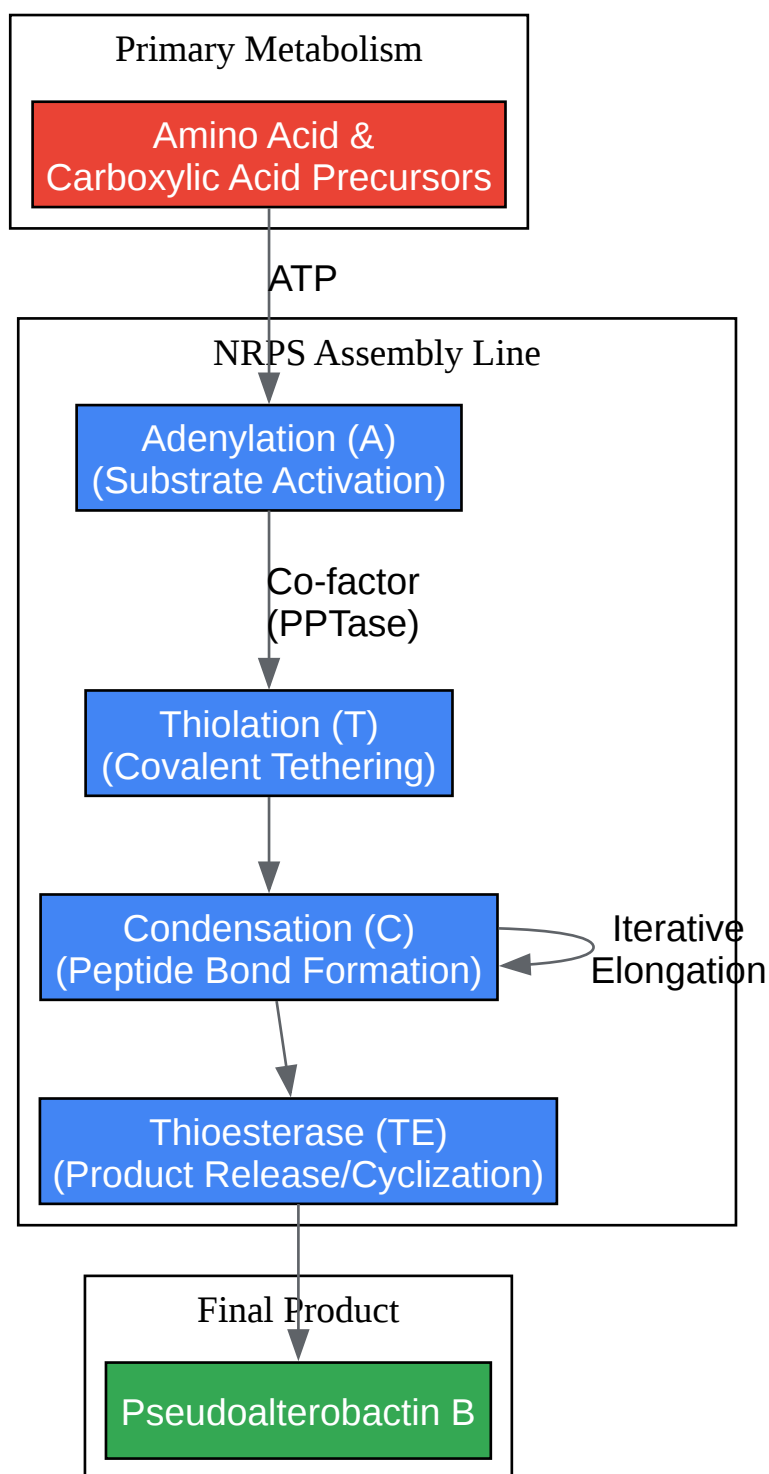 Primary Metabolism
Amino Acid &
Carboxylic Acid Precursors
ATP
NRPS Assembly Line
Adenylation (A)
(Substrate Activation)
Co-factor
(PPTase)
Thiolation (T)
(Covalent Tethering)
Condensation (C)
(Peptide Bond Formation)
Iterative
Elongation
Thioesterase (TE)
(Product Release/Cyclization)
Final Product
Pseudoalterobactin B